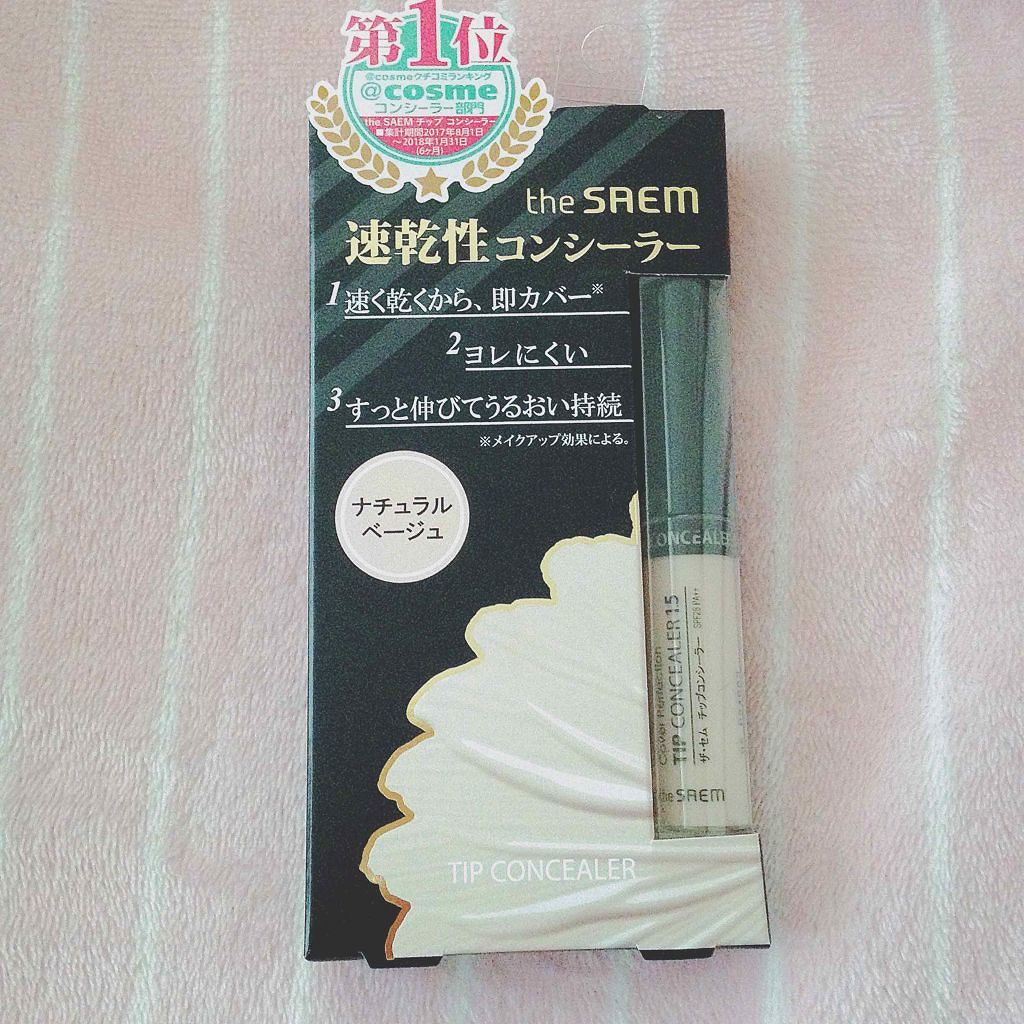 第1位
@cosmeクチコミランキング
@cosme
コンシーラー部門
the SAEM チップ コンシーラー
■集計期間2017年8月1日
～2018年1月31日
(6ヶ月)
the SAEM
速乾性コンシーラー
1 速く乾くから、即カバー※
2 ヨレにくい
3 すっと伸びてうるおい持続
※メイクアップ効果による。
ナチュラル
ベージュ
CONCEALER
Cover Perfection
TIP CONCEALER 1.5
ザ・セム チップコンシーラー SPF28 PA++
the SAEM
TIP CONCEALER